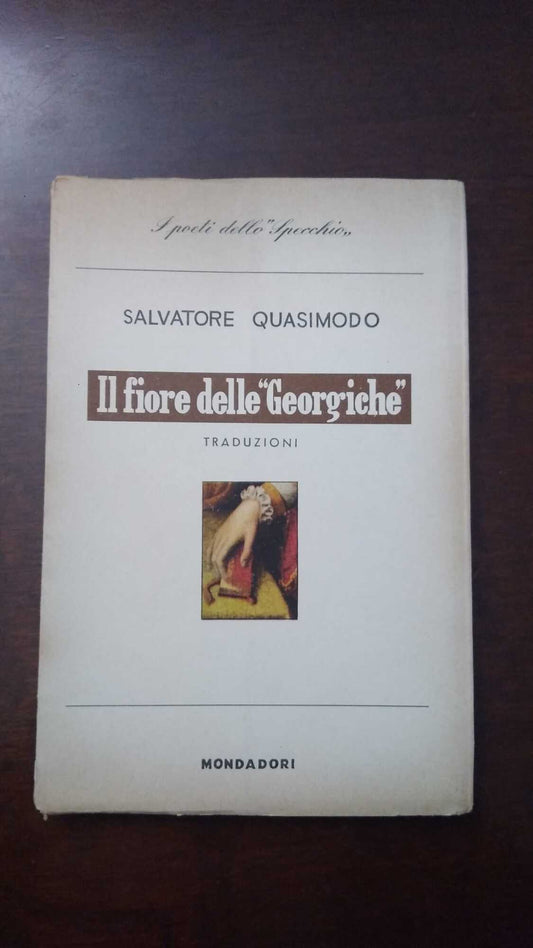 I poeti dello "Specchio„
SALVATORE QUASIMODO
Il fiore delle "Georgiche"
TRADUZIONI
MONDADORI